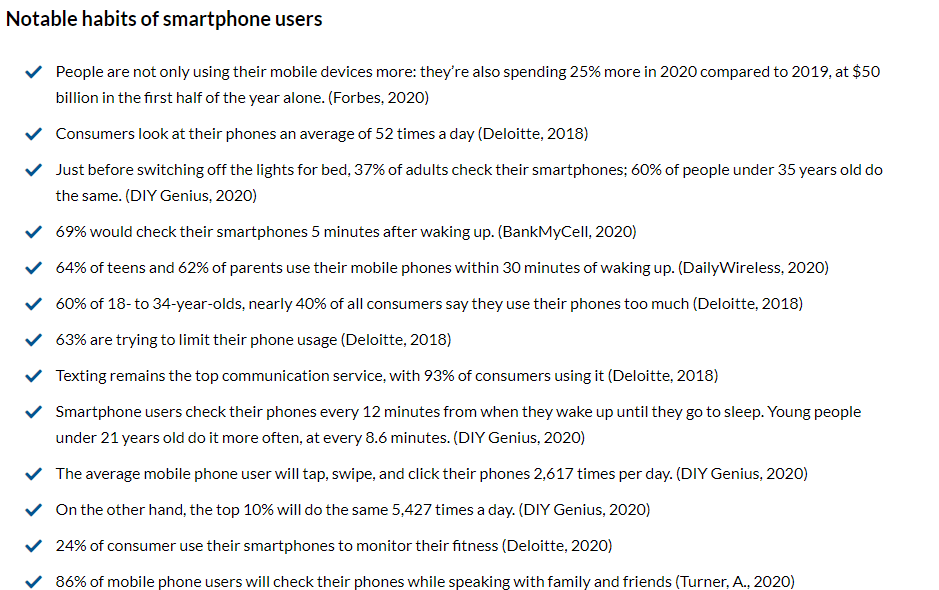 Notable habits of smartphone users
People are not only using their mobile devices more: they're also spending 25% more in 2020 compared to 2019, at $50
billion in the first half of the year alone. (Forbes, 2020)
Consumers look at their phones an average of 52 times a day (Deloitte, 2018)
Just before switching off the lights for bed, 37% of adults check their smartphones; 60% of people under 35 years old do
the same. (DIY Genius, 2020)
69% would check their smartphones 5 minutes after waking up. (BankMyCell, 2020)
64% of teens and 62% of parents use their mobile phones within 30 minutes of waking up. (DailyWireless, 2020)
60% of 18- to 34-year-olds, nearly 40% of all consumers say they use their phones too much (Deloitte, 2018)
63% are trying to limit their phone usage (Deloitte, 2018)
Texting remains the top communication service, with 93% of consumers using it (Deloitte, 2018)
Smartphone users check their phones every 12 minutes from when they wake up until they go to sleep. Young people
under 21 years old do it more often, at every 8.6 minutes. (DIY Genius, 2020)
The average mobile phone user will tap, swipe, and click their phones 2,617 times per day. (DIY Genius, 2020)
On the other hand, the top 10% will do the same 5,427 times a day. (DIY Genius, 2020)
24% of consumer use their smartphones to monitor their fitness (Deloitte, 2020)
86% of mobile phone users will check their phones while speaking with family and friends (Turner, A., 2020)